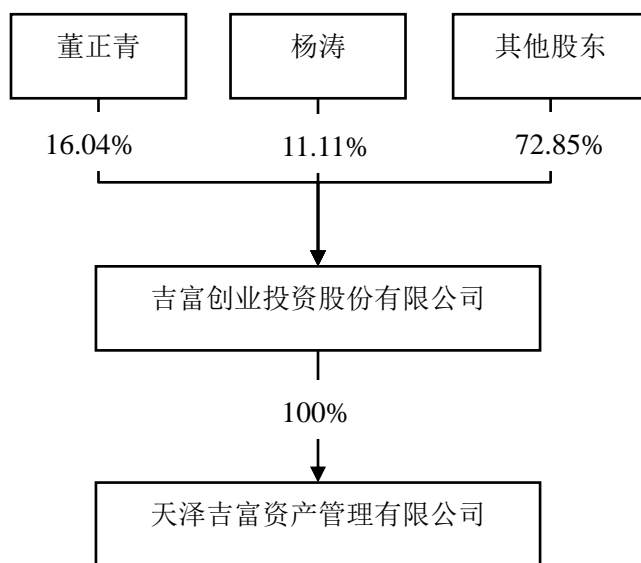 董正青 杨涛 其他股东
16.04% 11.11% 72.85%
吉富创业投资股份有限公司
100%
天泽吉富资产管理有限公司